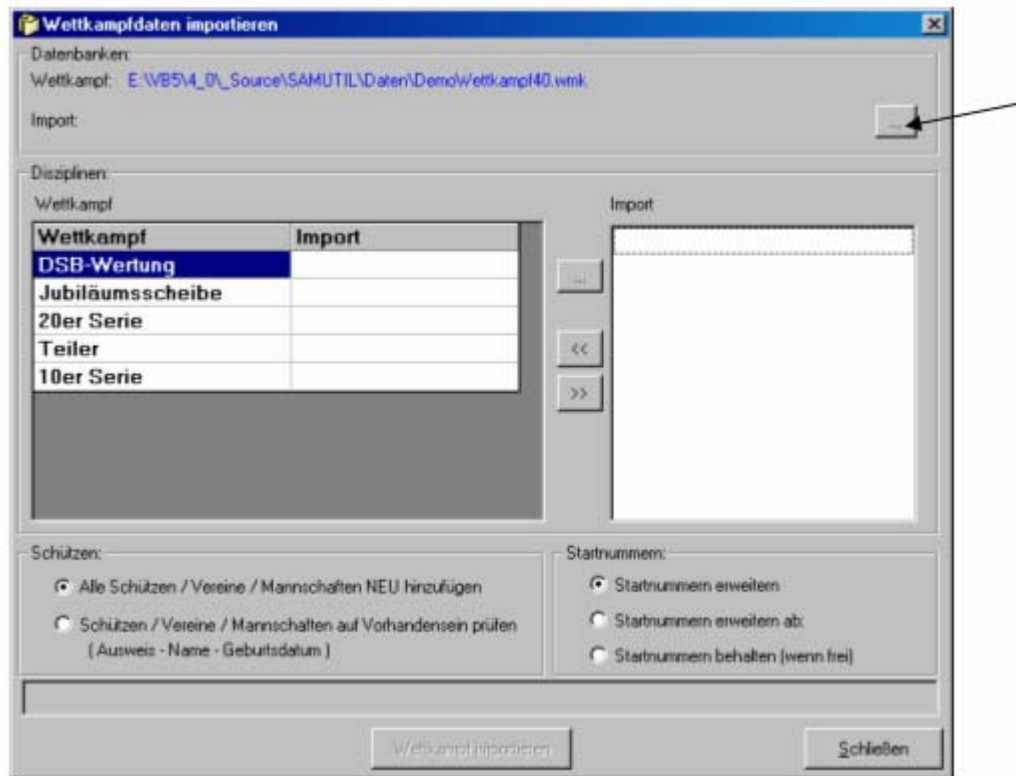 Wettkampfdaten importieren
Datenbanken:
Wettkampf: E:\VB5\4_0\_Source\SAMUTIL\Daten\DemoWettkampf40.wmk
Import:
...
Disziplinen:
Wettkampf
Import
Wettkampf Import
DSB-Wertung
Jubiläumsscheibe
20er Serie
Teiler
10er Serie
...
<<
>>
Schützen:
Alle Schützen / Vereine / Mannschaften NEU hinzufügen
Schützen / Vereine / Mannschaften auf Vorhandensein prüfen
( Ausweis - Name - Geburtsdatum )
Startnummern:
Startnummern erweitern
Startnummern erweitern ab:
Startnummern behalten (wenn frei)
Wettkampf importieren
Schließen